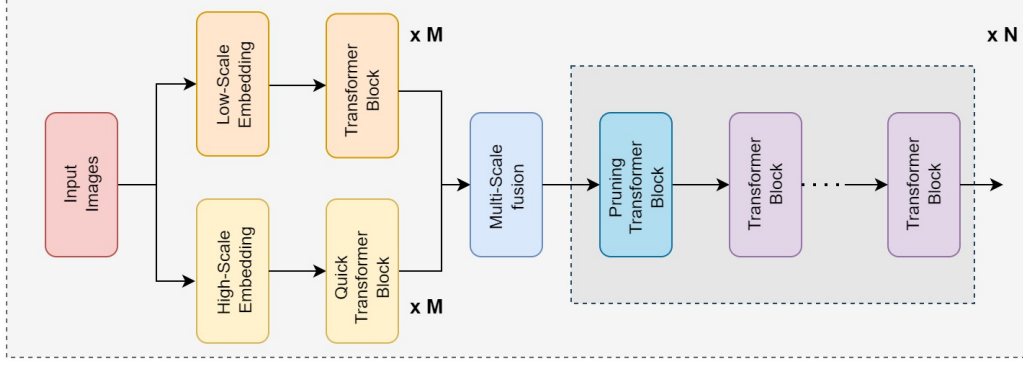 Input
Images
Low-Scale
Embedding
Transformer
Block
x M
High-Scale
Embedding
Quick
Transformer
Block
x M
Multi-Scale
fusion
Pruning
Transformer
Block
Transformer
Block
.....
Transformer
Block
x N